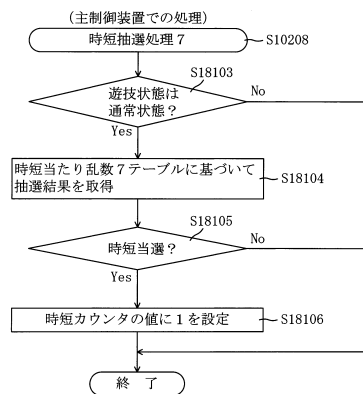 (主制御装置での処理)
時短抽選処理7
S10208
S18103
遊技状態は
通常状態？
No
Yes
時短当たり乱数7テーブルに基づいて
抽選結果を取得
S18104
S18105
時短当選？
No
Yes
時短カウンタの値に1を設定
S18106
終 了